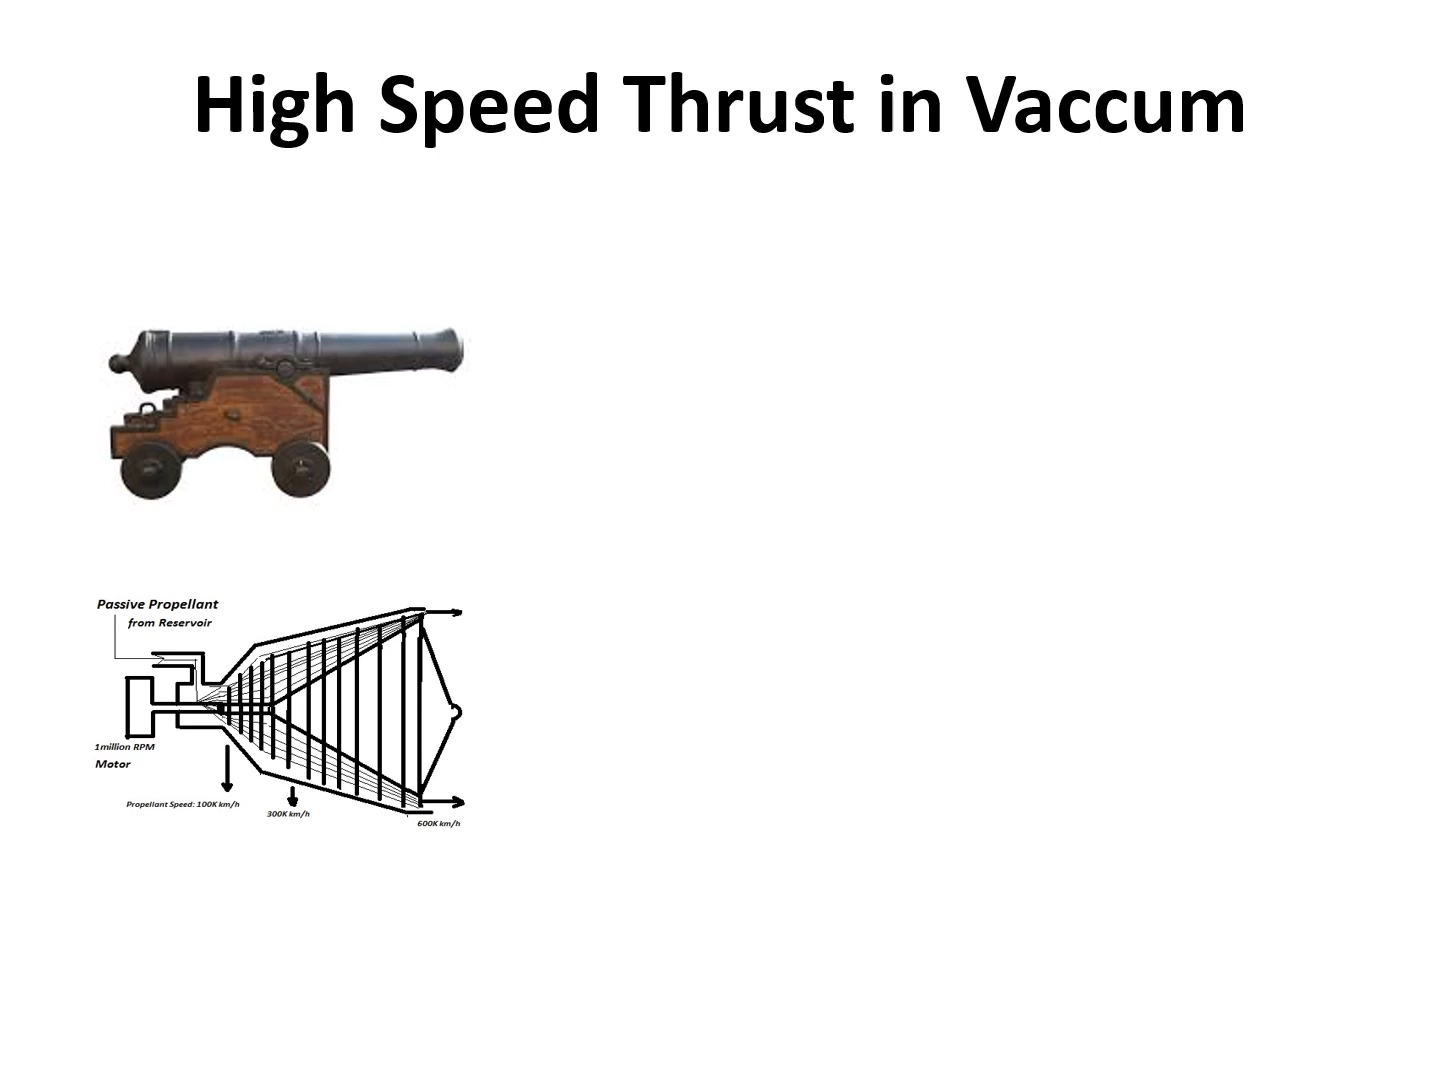 High Speed Thrust in Vaccum
Passive Propellant
from Reservoir
1million RPM
Motor
Propellant Speed: 100K km/h
300K km/h
600K km/h